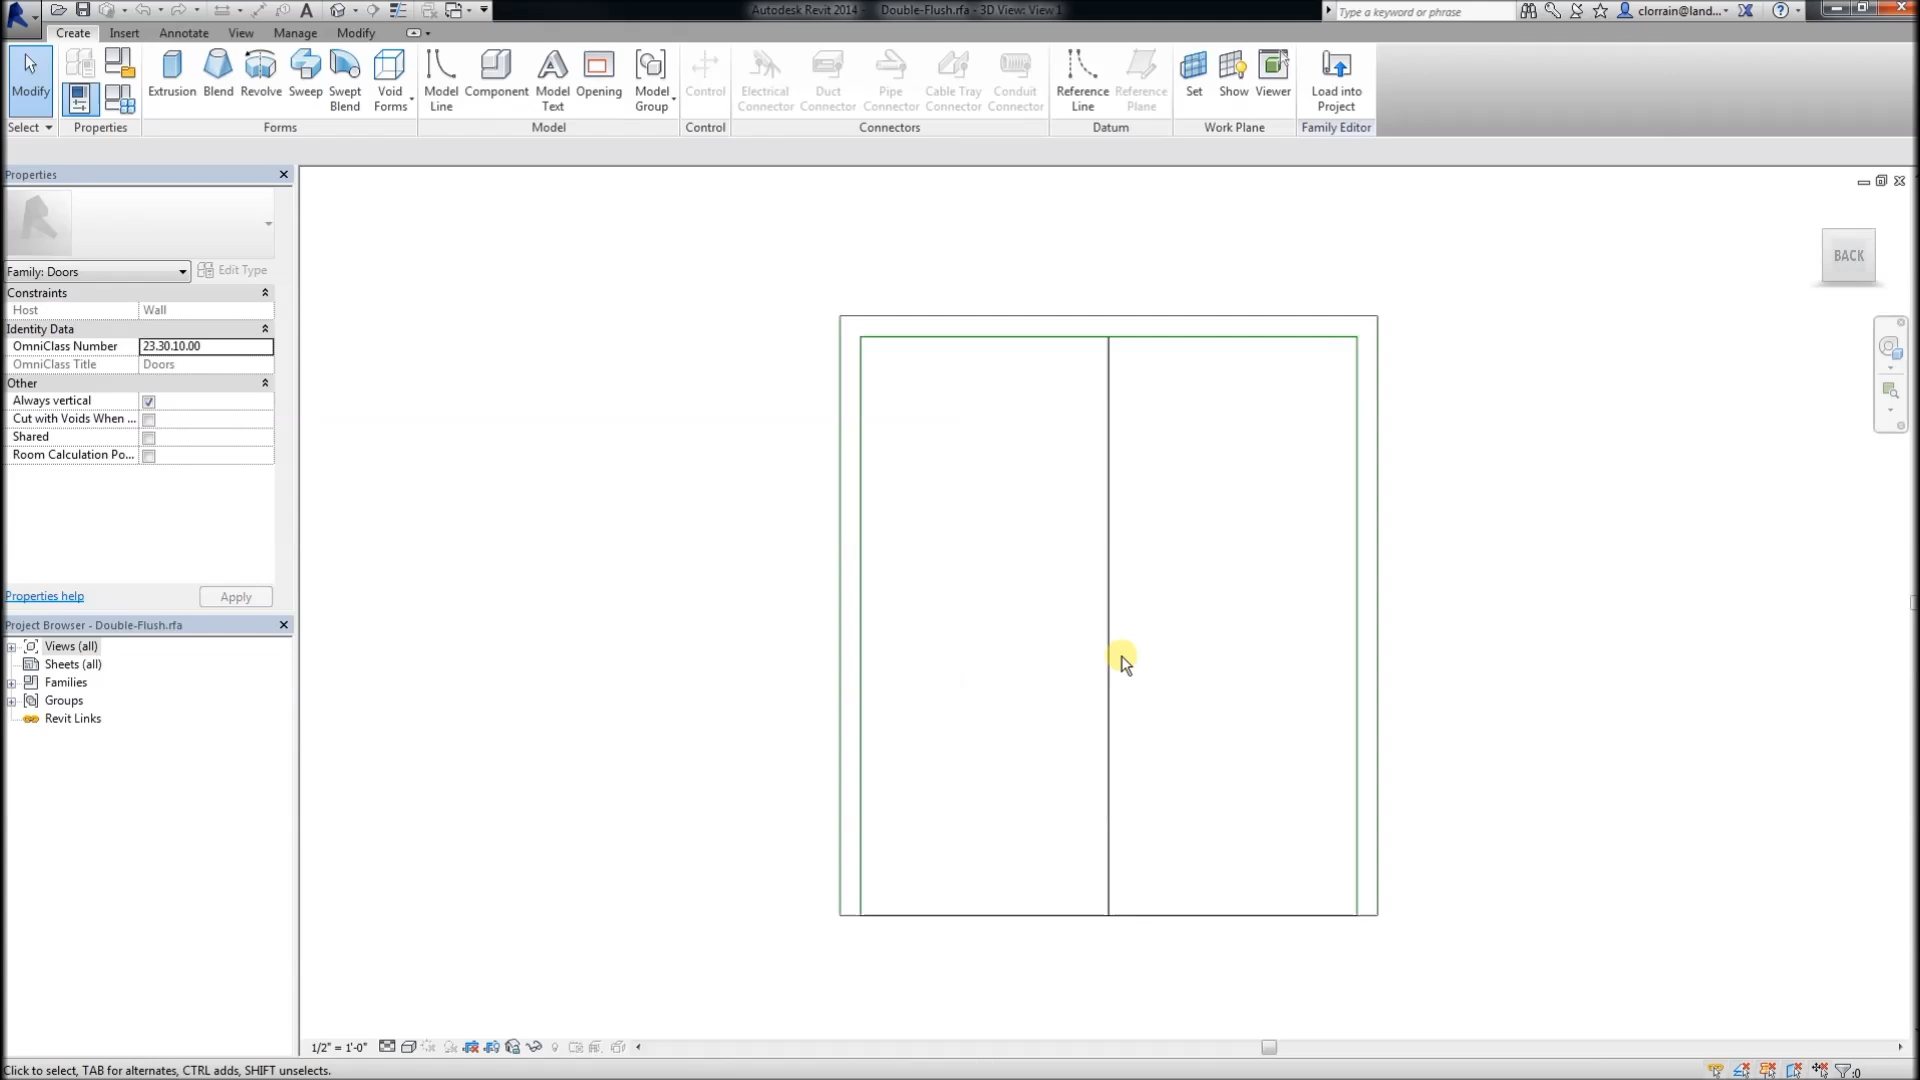 Autodesk Revit 2014 - Double-Flush.rfa - 3D View: View 1
Type a keyword or phrase
clorrain@land...
Create Insert Annotate View Manage Modify
Modify
Extrusion Blend Revolve Sweep Swept Blend Void Forms
Model Line Component Model Text Opening Model Group
Control
Electrical Connector Duct Connector Pipe Connector Cable Tray Connector Conduit Connector
Reference Line Reference Plane
Set Show Viewer
Load into Project
Select Properties Forms Model Control Connectors Datum Work Plane Family Editor
Properties
Family: Doors Edit Type
Constraints
Host Wall
Identity Data
OmniClass Number 23.30.10.00
OmniClass Title Doors
Other
Always vertical
Cut with Voids When ...
Shared
Room Calculation Po...
Properties help Apply
Project Browser - Double-Flush.rfa
Views (all)
Sheets (all)
Families
Groups
Revit Links
BACK
1/2" = 1'-0"
Click to select, TAB for alternates, CTRL adds, SHIFT unselects.
:0